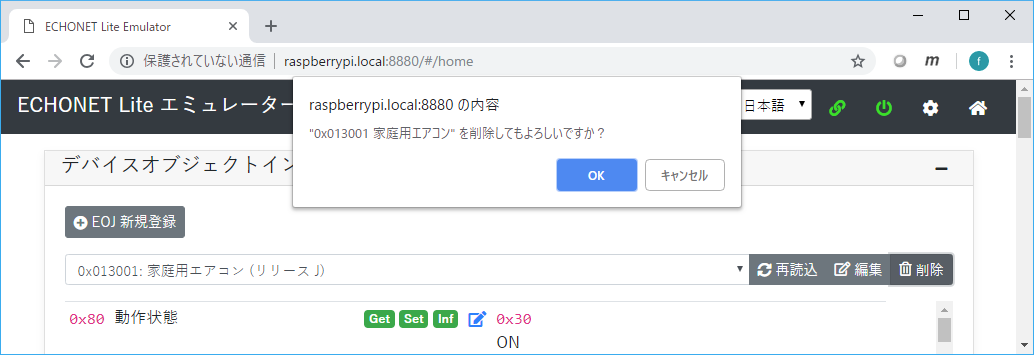 ECHONET Lite Emulator
保護されていない通信 raspberrypi.local:8880/#/home
f
m
ECHONET Lite エミュレーター
日本語
raspberrypi.local:8880 の内容
"0x013001 家庭用エアコン" を削除してもよろしいですか？
OK キャンセル
デバイスオブジェクトイン
EOJ 新規登録
0x013001: 家庭用エアコン (リリース J)
再読込 編集 削除
0x80 動作状態 Get Set Inf 0x30
ON